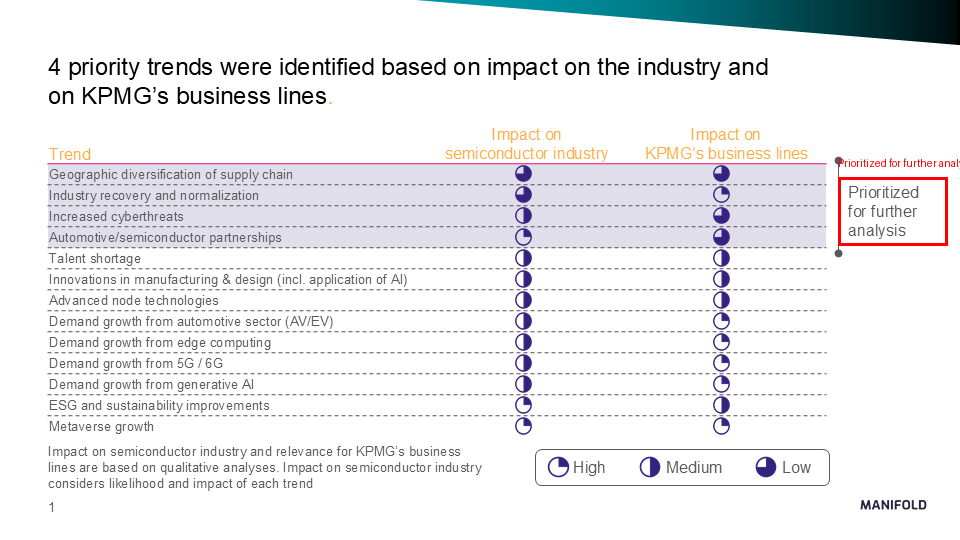 4 priority trends were identified based on impact on the industry and
on KPMG’s business lines.
Trend
Impact on
semiconductor industry
Impact on
KPMG’s business lines
Geographic diversification of supply chain
Industry recovery and normalization
Increased cyberthreats
Automotive/semiconductor partnerships
Talent shortage
Innovations in manufacturing & design (incl. application of AI)
Advanced node technologies
Demand growth from automotive sector (AV/EV)
Demand growth from edge computing
Demand growth from 5G / 6G
Demand growth from generative AI
ESG and sustainability improvements
Metaverse growth
Prioritized for further analy
Prioritized
for further
analysis
Impact on semiconductor industry and relevance for KPMG’s business
lines are based on qualitative analyses. Impact on semiconductor industry
considers likelihood and impact of each trend
High
Medium
Low
1
MANIFOLD